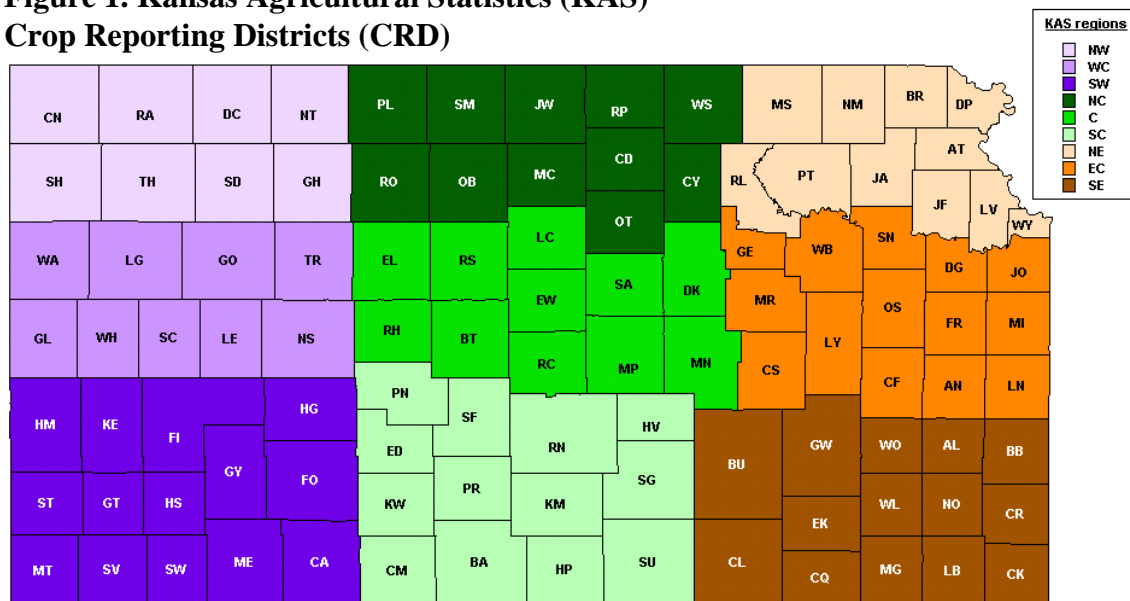 Figure 1. Kansas Agricultural Statistics (KAS)
Crop Reporting Districts (CRD)
KAS regions
NW
WC
SW
NC
C
SC
NE
EC
SE
CN RA DC NT PL SM JW RP WS MS NM BR DP
SH TH SD GH RO OB MC CD CY RL PT JA AT
JF LV WY
OT
WA LG GO TR EL RS LC SA DK GE WB SN DG JO
GL WH SC LE NS RH BT EW MR OS FR MI
RC MP MN CS LY CF AN LN
HM KE FI HG PN SF
GY FO ED RN HV BU GW WO AL BB
ST GT HS KW PR KM SG EK WL NO CR
MT SV SW ME CA CM BA HP SU CL CQ MG LB CK